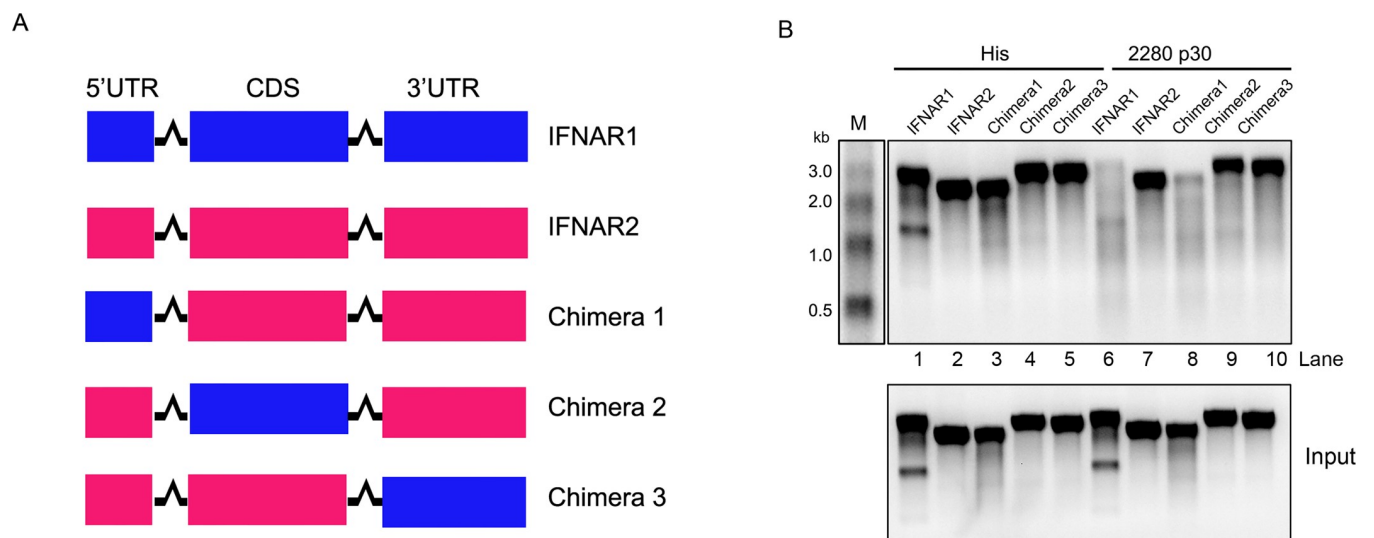 A
5'UTR CDS 3'UTR
IFNAR1
IFNAR2
Chimera 1
Chimera 2
Chimera 3
B
His 2280 p30
IFNAR1 IFNAR2 Chimera1 Chimera2 Chimera3 IFNAR1 IFNAR2 Chimera1 Chimera2 Chimera3
M
kb
3.0
2.0
1.0
0.5
1 2 3 4 5 6 7 8 9 10 Lane
Input